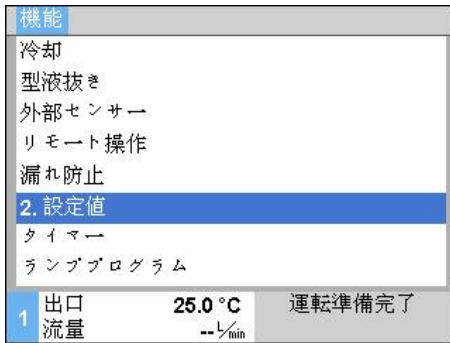 機能
冷却
型液抜き
外部センサー
リモート操作
漏れ防止
2. 設定値
タイマー
ランププログラム
1 出口 25.0 °C 運転準備完了
流量 -- L/min